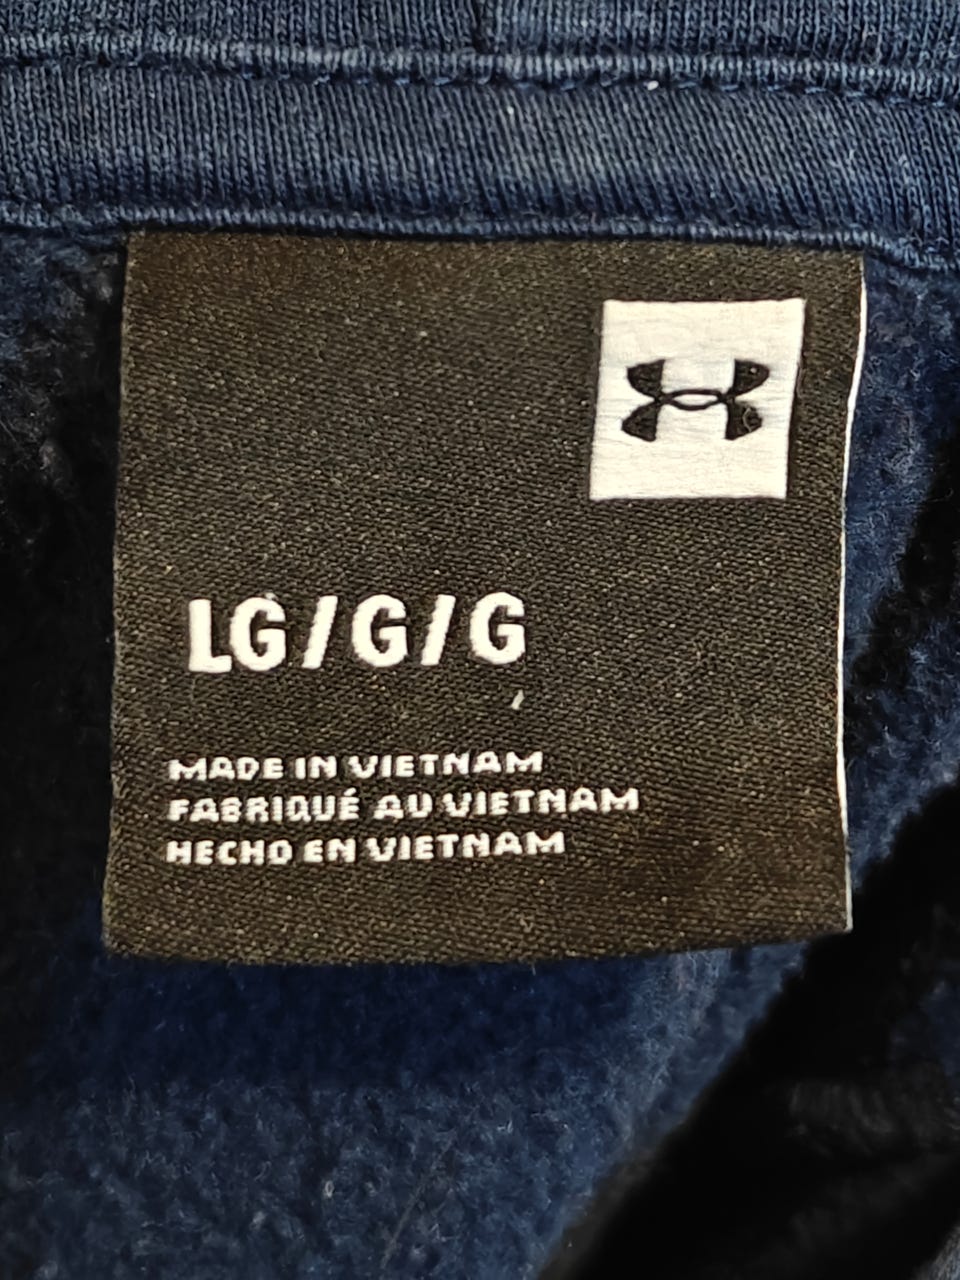 LG/G/G
MADE IN VIETNAM
FABRIQUÉ AU VIETNAM
HECHO EN VIETNAM